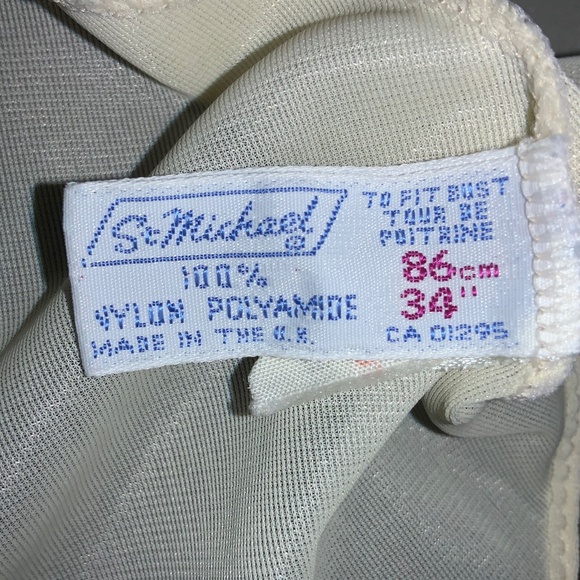 St Michael ®
100%
NYLON POLYAMIDE
MADE IN THE U.K.
TO FIT BUST
TOUR DE
POITRINE
86cm
34"
CA 01295